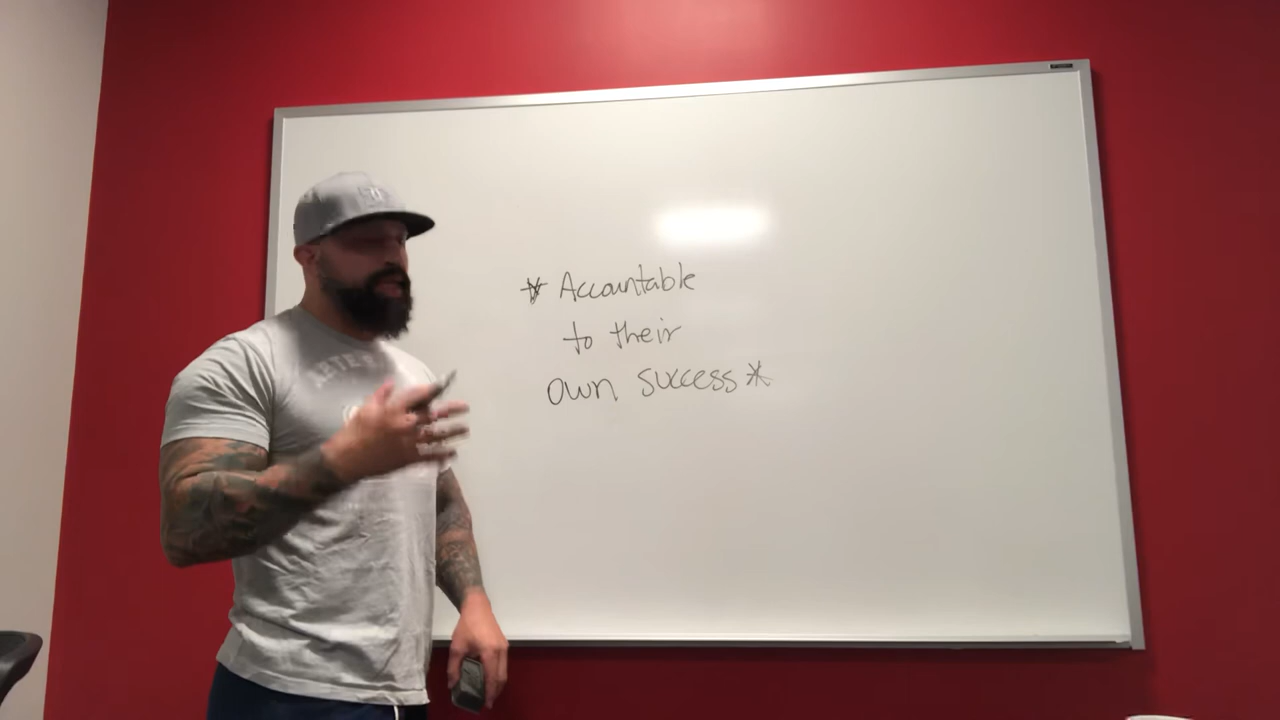 * Accountable
to their
own success *